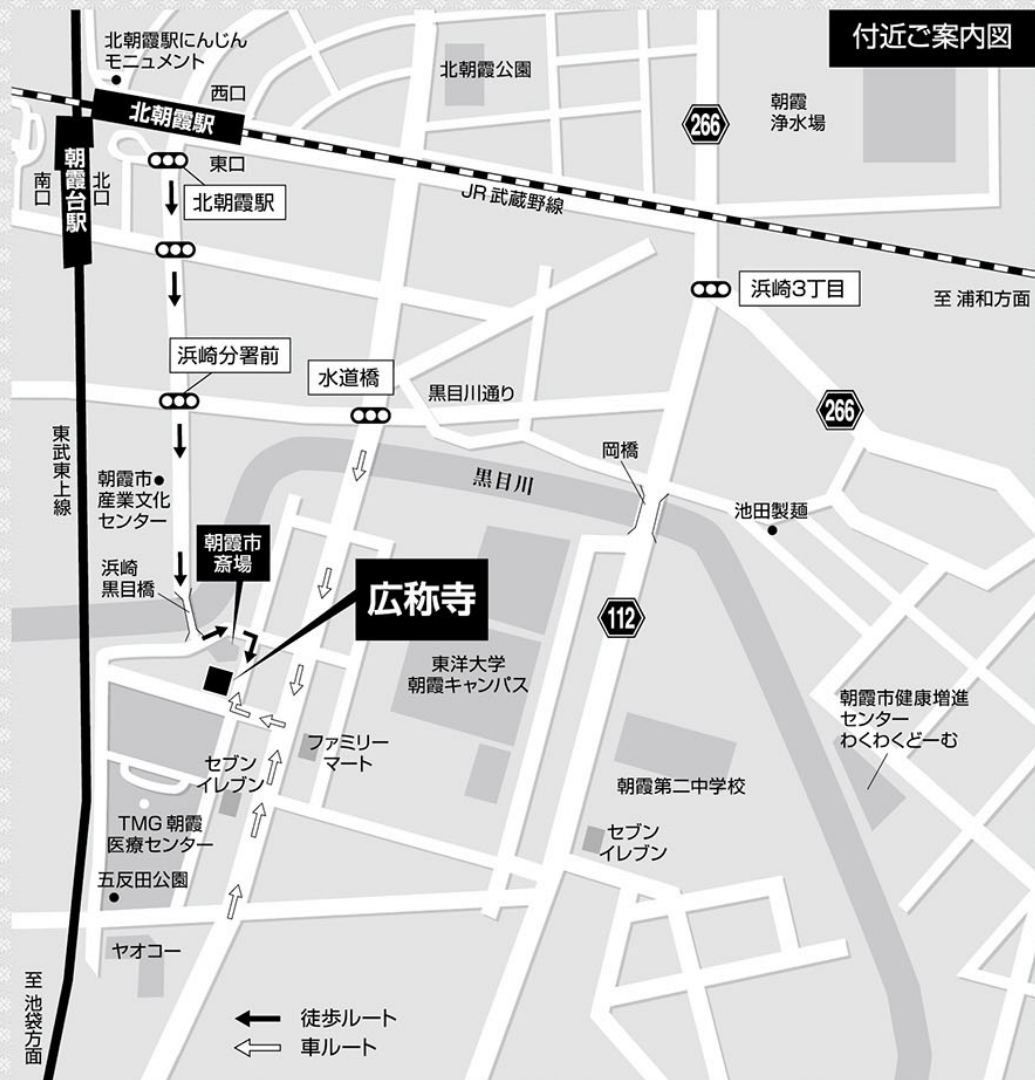 付近ご案内図
北朝霞駅にんじん
モニュメント
西口
北朝霞駅
東口
北朝霞公園
266
朝霞
浄水場
朝霞台駅
南口
北口
北朝霞駅
JR武蔵野線
浜崎3丁目
至 浦和方面
浜崎分署前
水道橋
黒目川通り
266
東武東上線
岡橋
黒目川
朝霞市
産業文化
センター
池田製麺
朝霞市
斎場
浜崎
黒目橋
広称寺
112
東洋大学
朝霞キャンパス
朝霞市健康増進
センター
わくわくどーむ
ファミリー
マート
セブン
イレブン
朝霞第二中学校
TMG 朝霞
医療センター
セブン
イレブン
五反田公園
ヤオコー
至 池袋方面
徒歩ルート
車ルート